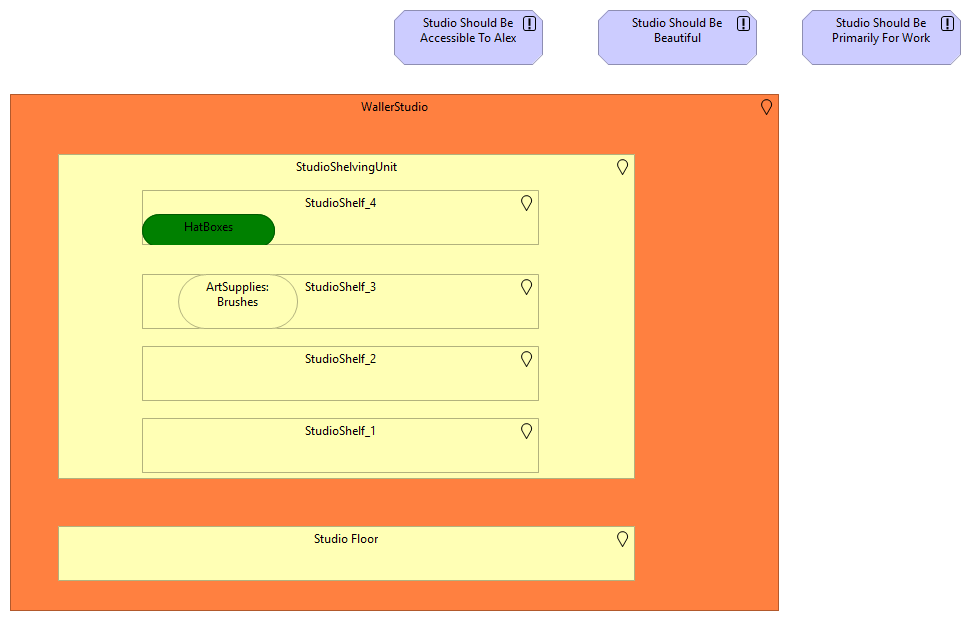 Studio Should Be
Accessible To Alex
Studio Should Be
Beautiful
Studio Should Be
Primarily For Work
WallerStudio
StudioShelvingUnit
StudioShelf_4
HatBoxes
ArtSupplies:
Brushes
StudioShelf_3
StudioShelf_2
StudioShelf_1
Studio Floor